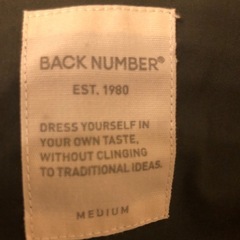 BACK NUMBER®
EST. 1980
DRESS YOURSELF IN
YOUR OWN TASTE,
WITHOUT CLINGING
TO TRADITIONAL IDEAS.
MEDIUM